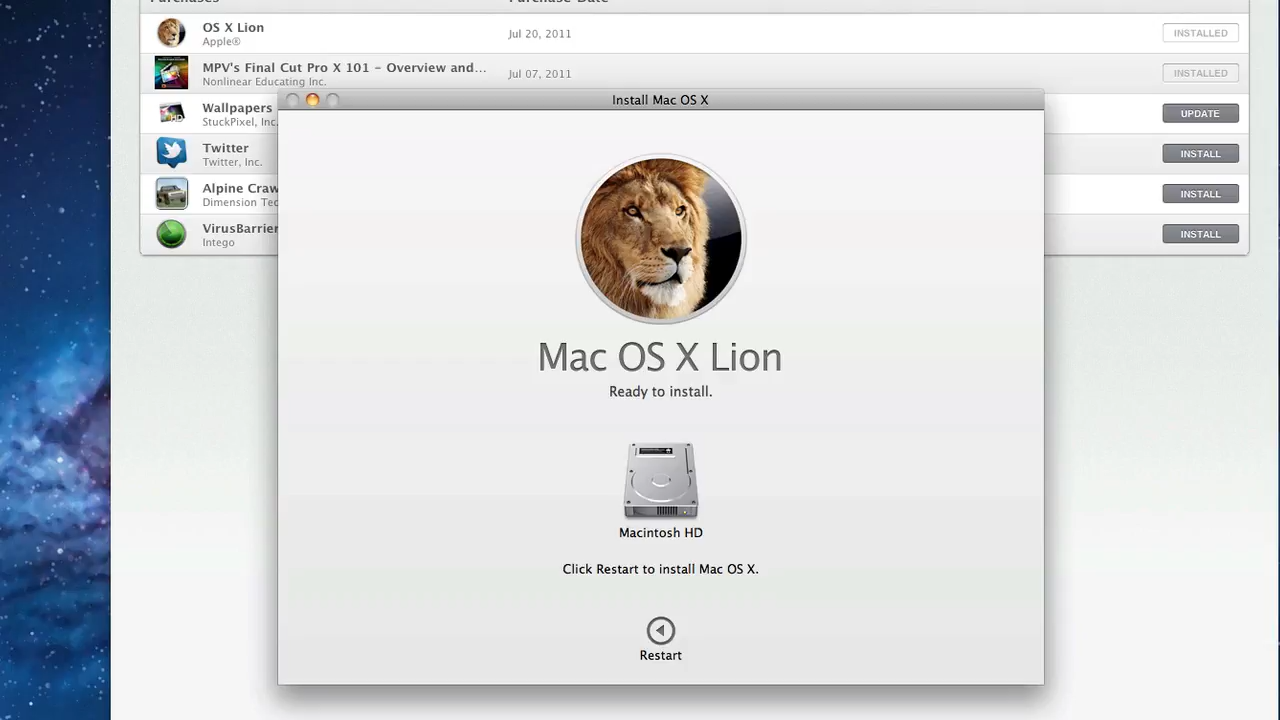 Purchases
Purchase Date
OS X Lion
Apple®
Jul 20, 2011
INSTALLED
MPV's Final Cut Pro X 101 – Overview and…
Nonlinear Educating Inc.
Jul 07, 2011
INSTALLED
Install Mac OS X
Wallpapers
StuckPixel, Inc.
UPDATE
Twitter
Twitter, Inc.
INSTALL
Alpine Craw
Dimension Tec
INSTALL
VirusBarrier
Intego
INSTALL
HD
Mac OS X Lion
Ready to install.
Macintosh HD
Click Restart to install Mac OS X.
Restart